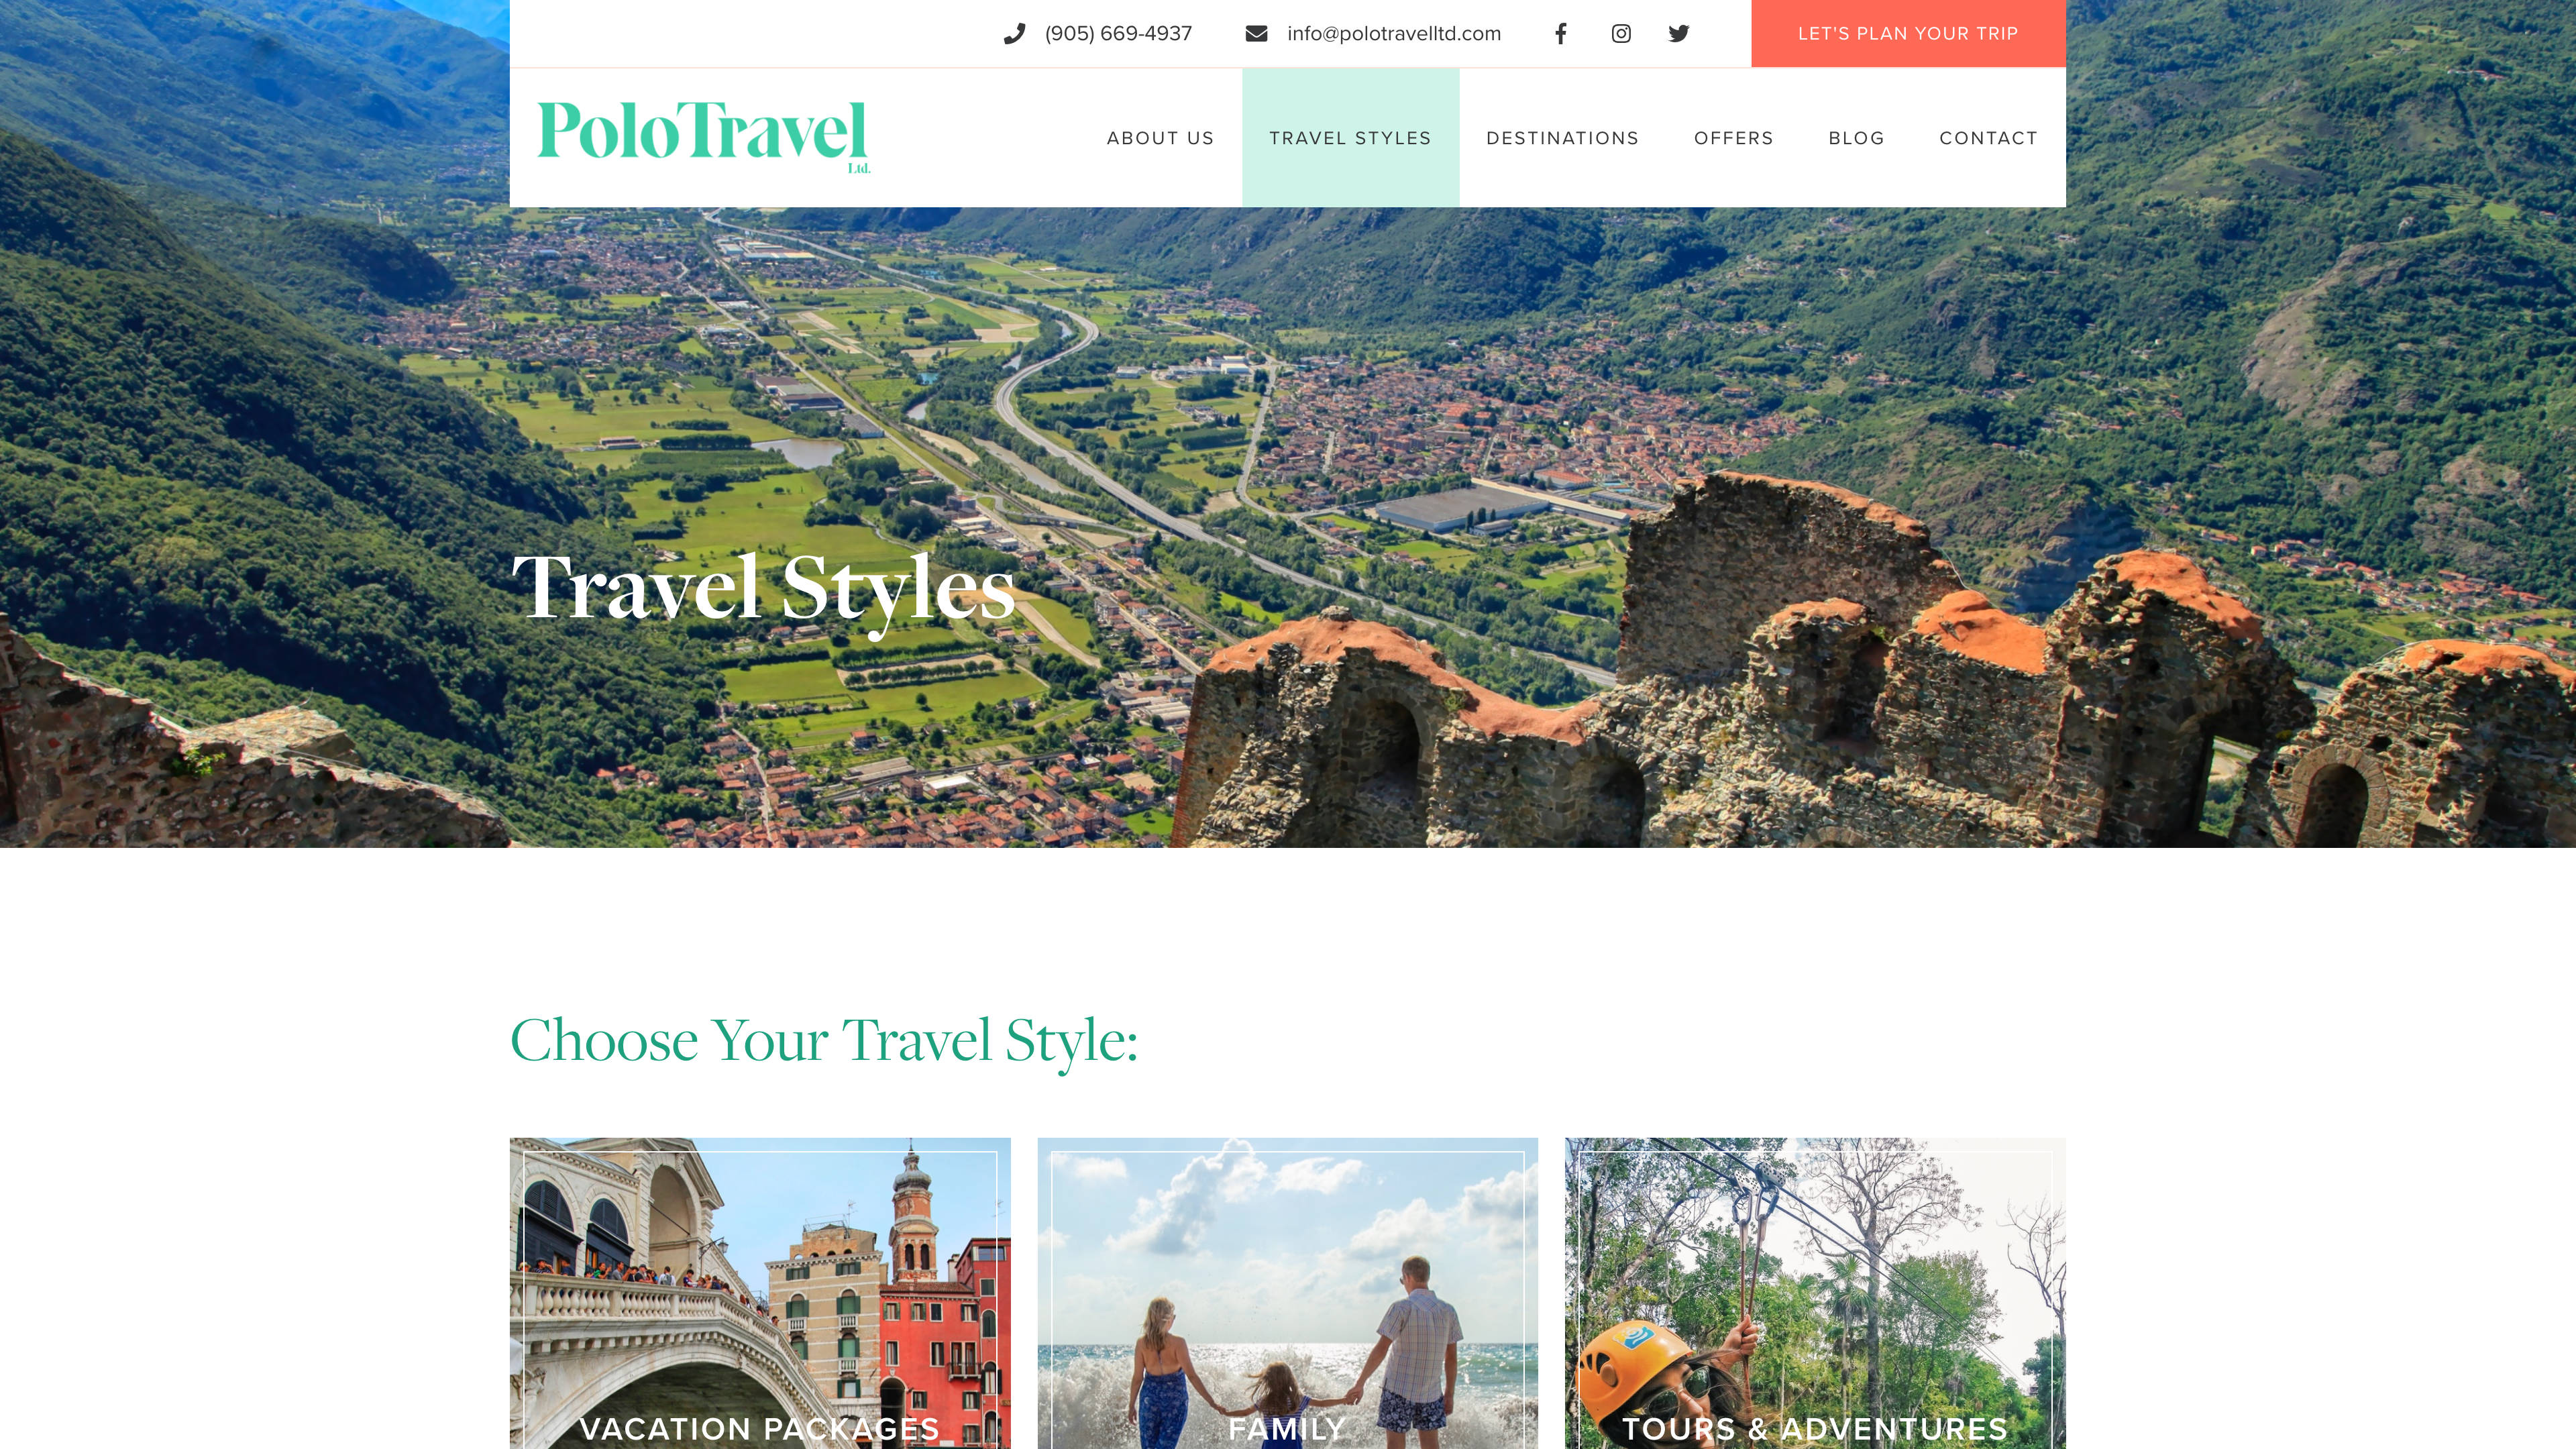 (905) 669-4937 info@polotravelltd.com LET'S PLAN YOUR TRIP
PoloTravel
Ltd.
ABOUT US TRAVEL STYLES DESTINATIONS OFFERS BLOG CONTACT
Travel Styles
Choose Your Travel Style:
VACATION PACKAGES
FAMILY
TOURS & ADVENTURES